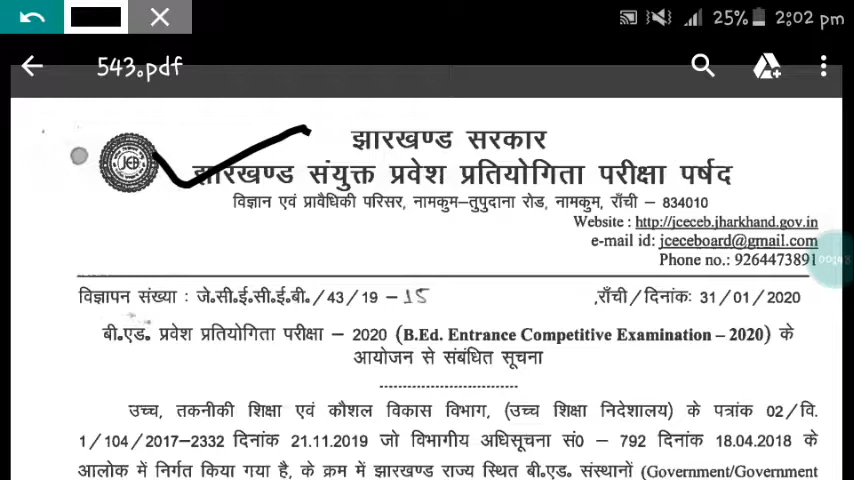 25% 2:02 pm
543.pdf
झारखण्ड सरकार
JCEB
झारखण्ड संयुक्त प्रवेश प्रतियोगिता परीक्षा पर्षद
विज्ञान एवं प्रावैधिकी परिसर, नामकुम-तुपुदाना रोड, नामकुम, राँची – 834010
Website : http://jceceb.jharkhand.gov.in
e-mail id: jceceboard@gmail.com
Phone no.: 9264473891
विज्ञापन संख्या : जे.सी.ई.सी.ई.बी. / 43 / 19 – 15 ,राँची / दिनांकः 31 / 01 / 2020
बी.एड. प्रवेश प्रतियोगिता परीक्षा – 2020 (B.Ed. Entrance Competitive Examination – 2020) के
आयोजन से संबंधित सूचना
उच्च, तकनीकी शिक्षा एवं कौशल विकास विभाग, (उच्च शिक्षा निदेशालय) के पत्रांक 02 / वि.
1 / 104 / 2017–2332 दिनांक 21.11.2019 जो विभागीय अधिसूचना सं0 – 792 दिनांक 18.04.2018 के
आलोक में निर्गत किया गया है, के क्रम में झारखण्ड राज्य स्थित बी.एड. संस्थानों (Government/Government